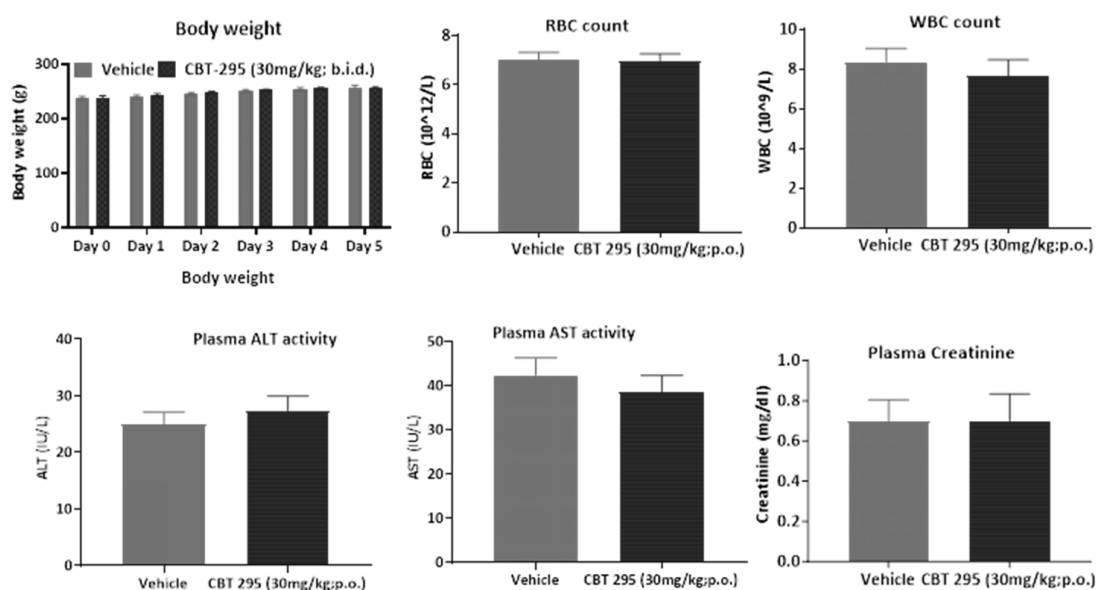 Body weight
Vehicle CBT-295 (30mg/kg; b.i.d.)
Body weight (g)
300
200
100
0
Day 0 Day 1 Day 2 Day 3 Day 4 Day 5
Body weight
RBC count
RBC (10^12/L)
8
6
4
2
0
Vehicle CBT 295 (30mg/kg;p.o.)
WBC count
WBC (10^9/L)
10
8
6
4
2
0
Vehicle CBT 295 (30mg/kg;p.o.)
Plasma ALT activity
ALT (IU/L)
40
30
20
10
0
Vehicle CBT 295 (30mg/kg;p.o.)
Plasma AST activity
AST (IU/L)
50
40
30
20
10
0
Vehicle CBT 295 (30mg/kg;p.o.)
Plasma Creatinine
Creatinine (mg/dl)
1.0
0.8
0.6
0.4
0.2
0.0
Vehicle CBT 295 (30mg/kg;p.o.)